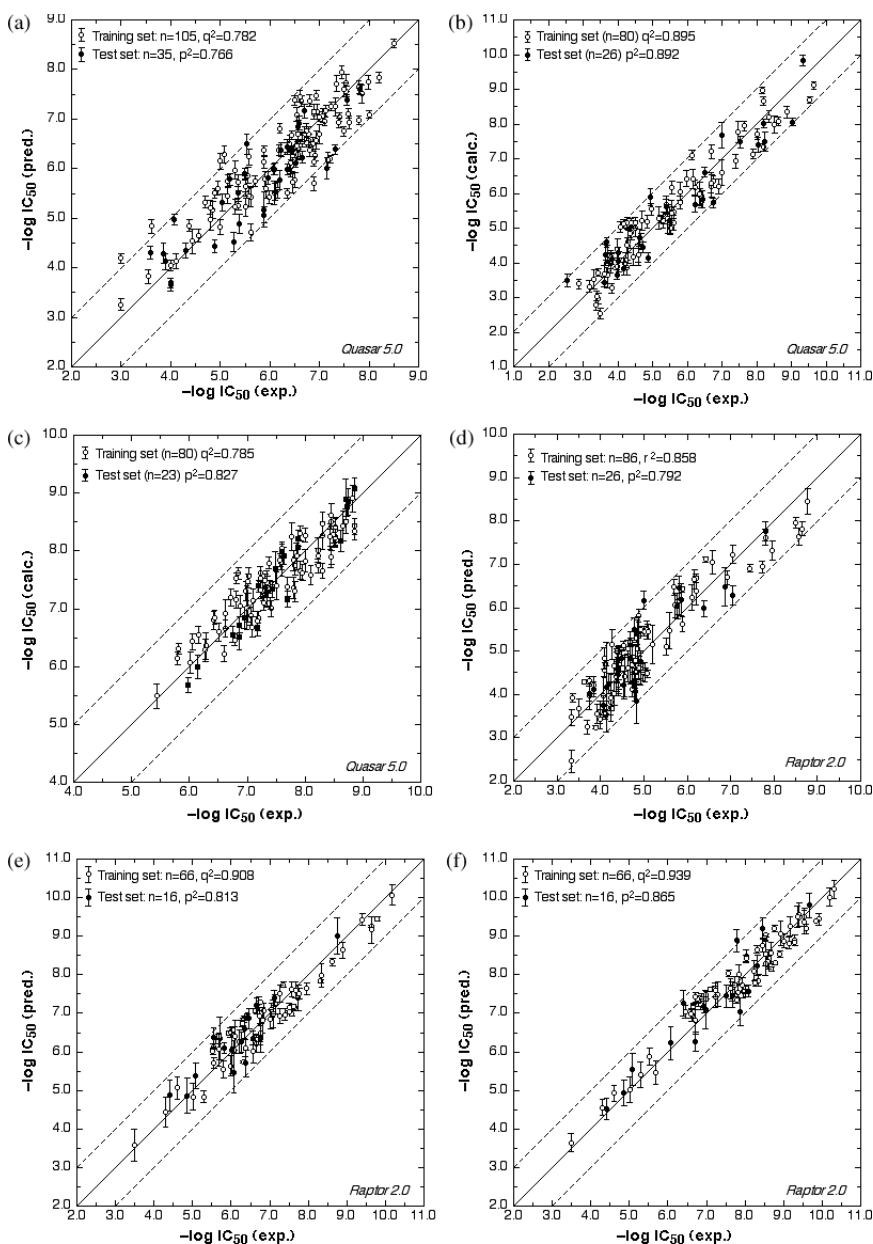 (a)
Training set: n=105, q²=0.782
Test set: n=35, p²=0.766
9.0
8.0
7.0
6.0
5.0
4.0
3.0
2.0
–log IC50 (pred.)
2.0 3.0 4.0 5.0 6.0 7.0 8.0 9.0
–log IC50 (exp.)
Quasar 5.0
(b)
Training set (n=80) q²=0.895
Test set (n=26) p²=0.892
11.0
10.0
9.0
8.0
7.0
6.0
5.0
4.0
3.0
2.0
1.0
–log IC50 (calc.)
1.0 2.0 3.0 4.0 5.0 6.0 7.0 8.0 9.0 10.0 11.0
–log IC50 (exp.)
Quasar 5.0
(c)
Training set (n=80) q²=0.785
Test set (n=23) p²=0.827
10.0
9.0
8.0
7.0
6.0
5.0
4.0
–log IC50 (calc.)
4.0 5.0 6.0 7.0 8.0 9.0 10.0
–log IC50 (exp.)
Quasar 5.0
(d)
Training set: n=86, r²=0.858
Test set: n=26, p²=0.792
10.0
9.0
8.0
7.0
6.0
5.0
4.0
3.0
2.0
–log IC50 (pred.)
2.0 3.0 4.0 5.0 6.0 7.0 8.0 9.0 10.0
–log IC50 (exp.)
Raptor 2.0
(e)
Training set: n=66, q²=0.908
Test set: n=16, p²=0.813
11.0
10.0
9.0
8.0
7.0
6.0
5.0
4.0
3.0
2.0
–log IC50 (pred.)
2.0 3.0 4.0 5.0 6.0 7.0 8.0 9.0 10.0 11.0
–log IC50 (exp.)
Raptor 2.0
(f)
Training set: n=66, q²=0.939
Test set: n=16, p²=0.865
11.0
10.0
9.0
8.0
7.0
6.0
5.0
4.0
3.0
2.0
–log IC50 (pred.)
2.0 3.0 4.0 5.0 6.0 7.0 8.0 9.0 10.0 11.0
–log IC50 (exp.)
Raptor 2.0